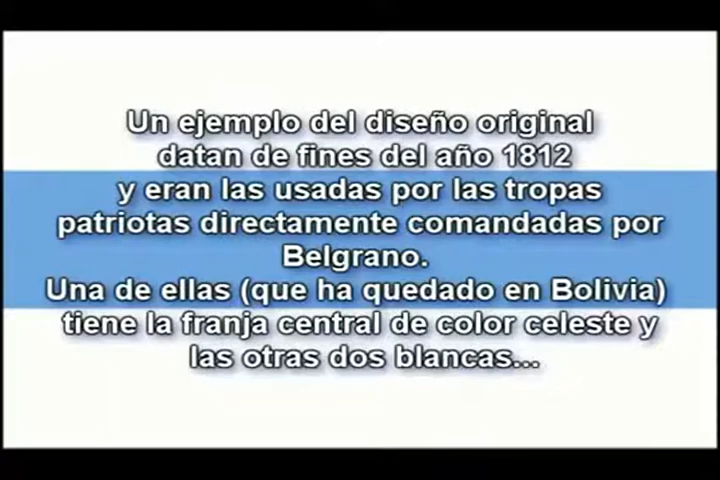 Un ejemplo del diseño original
datan de fines del año 1812
y eran las usadas por las tropas
patriotas directamente comandadas por
Belgrano.
Una de ellas (que ha quedado en Bolivia)
tiene la franja central de color celeste y
las otras dos blancas...